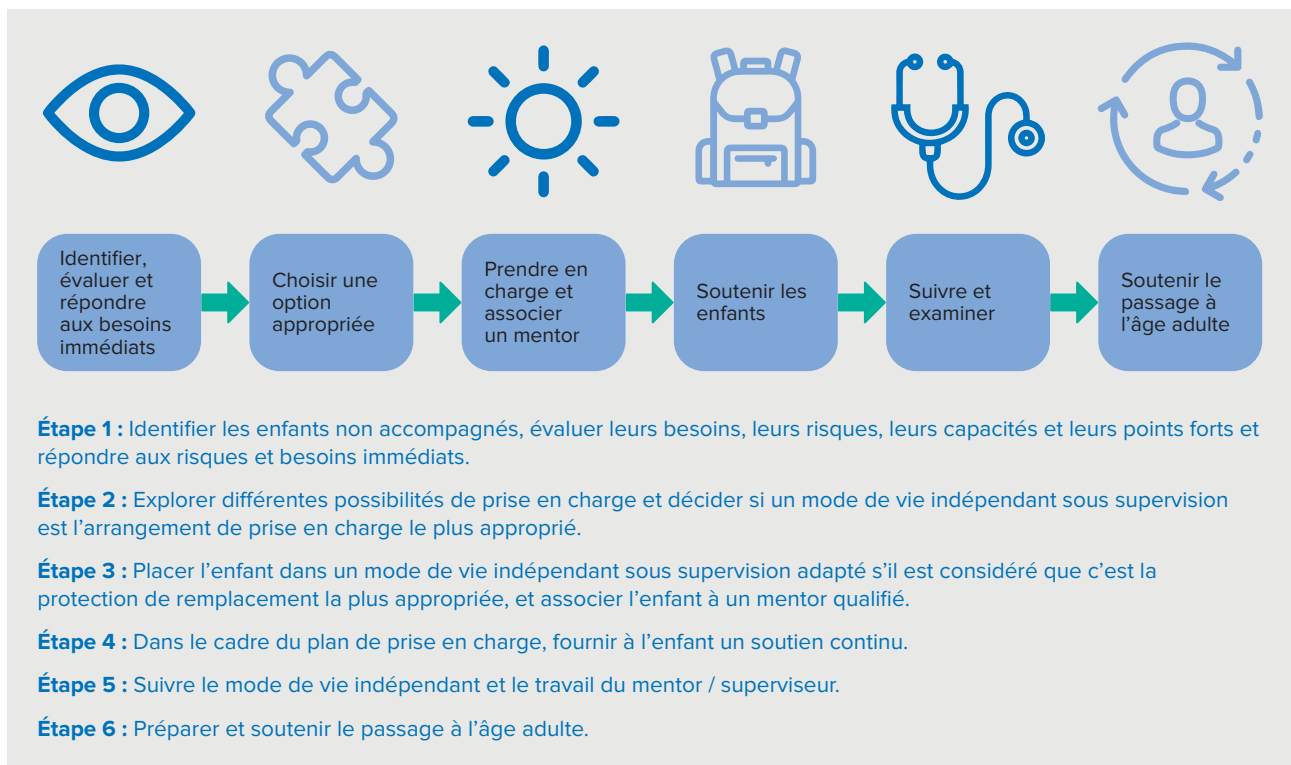 Identifier,
évaluer et
répondre
aux besoins
immédiats
Choisir une
option
appropriée
Prendre en
charge et
associer
un mentor
Soutenir les
enfants
Suivre et
examiner
Soutenir le
passage à
l’âge adulte
Étape 1 : Identifier les enfants non accompagnés, évaluer leurs besoins, leurs risques, leurs capacités et leurs points forts et
répondre aux risques et besoins immédiats.
Étape 2 : Explorer différentes possibilités de prise en charge et décider si un mode de vie indépendant sous supervision
est l’arrangement de prise en charge le plus approprié.
Étape 3 : Placer l’enfant dans un mode de vie indépendant sous supervision adapté s’il est considéré que c’est la
protection de remplacement la plus appropriée, et associer l’enfant à un mentor qualifié.
Étape 4 : Dans le cadre du plan de prise en charge, fournir à l’enfant un soutien continu.
Étape 5 : Suivre le mode de vie indépendant et le travail du mentor / superviseur.
Étape 6 : Préparer et soutenir le passage à l’âge adulte.